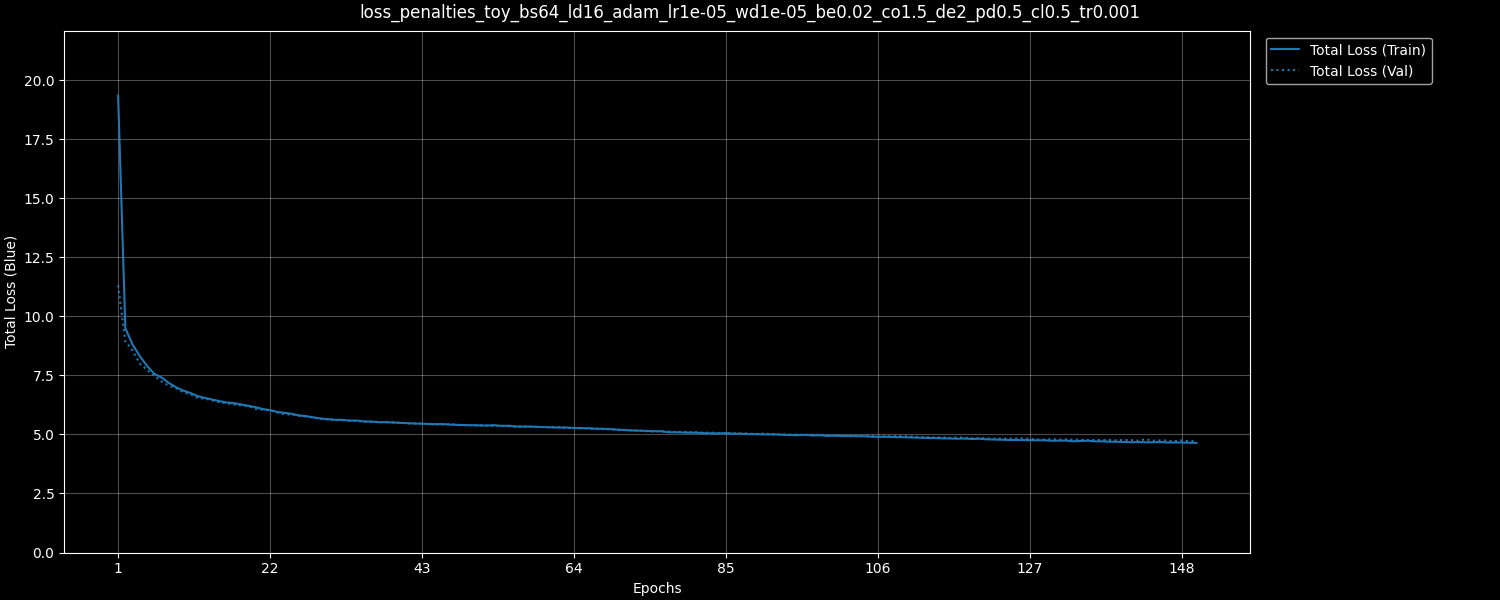 loss_penalties_toy_bs64_ld16_adam_lr1e-05_wd1e-05_be0.02_co1.5_de2_pd0.5_cl0.5_tr0.001
Total Loss (Train)
Total Loss (Val)
Total Loss (Blue)
20.0
17.5
15.0
12.5
10.0
7.5
5.0
2.5
0.0
1 22 43 64 85 106 127 148
Epochs